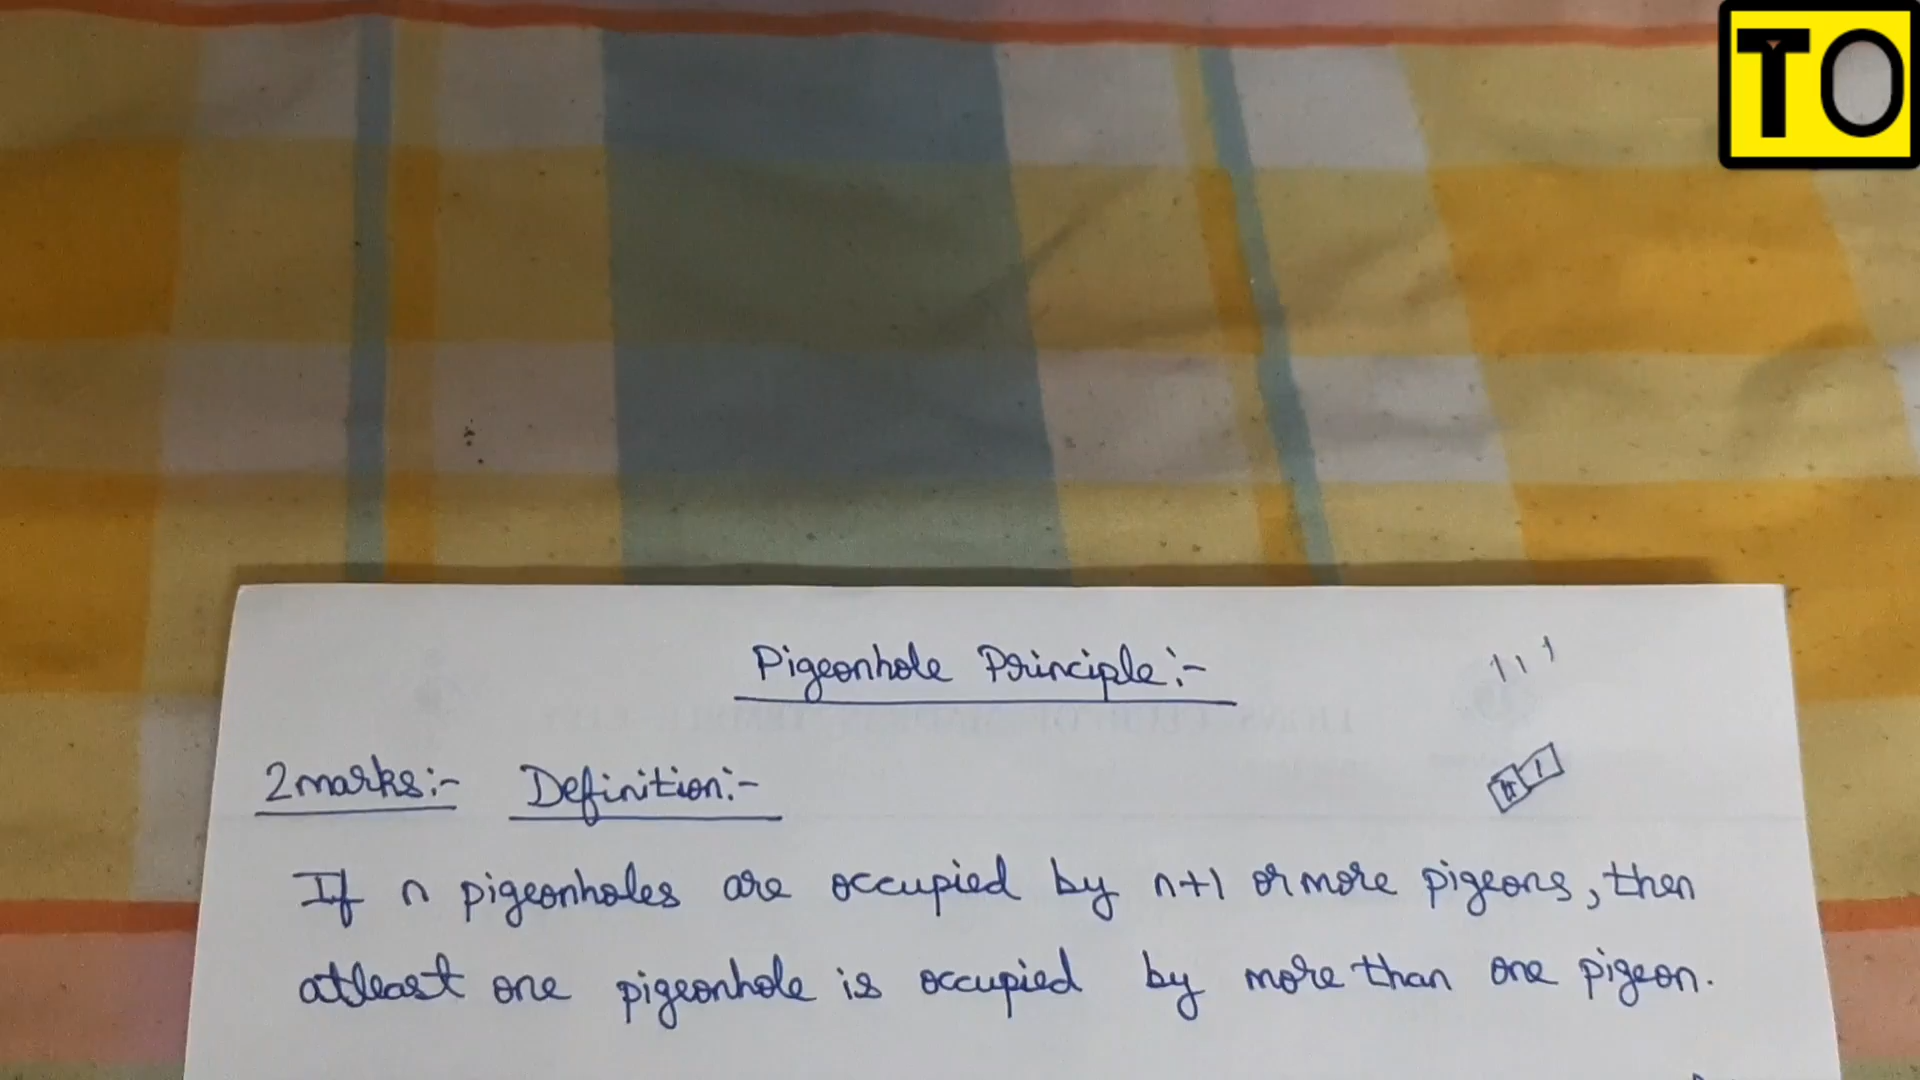 TO
Pigeonhole Principle:-
2marks:- Definition:-
If n pigeonholes are occupied by n+1 or more pigeons, then
atleast one pigeonhole is occupied by more than one pigeon.